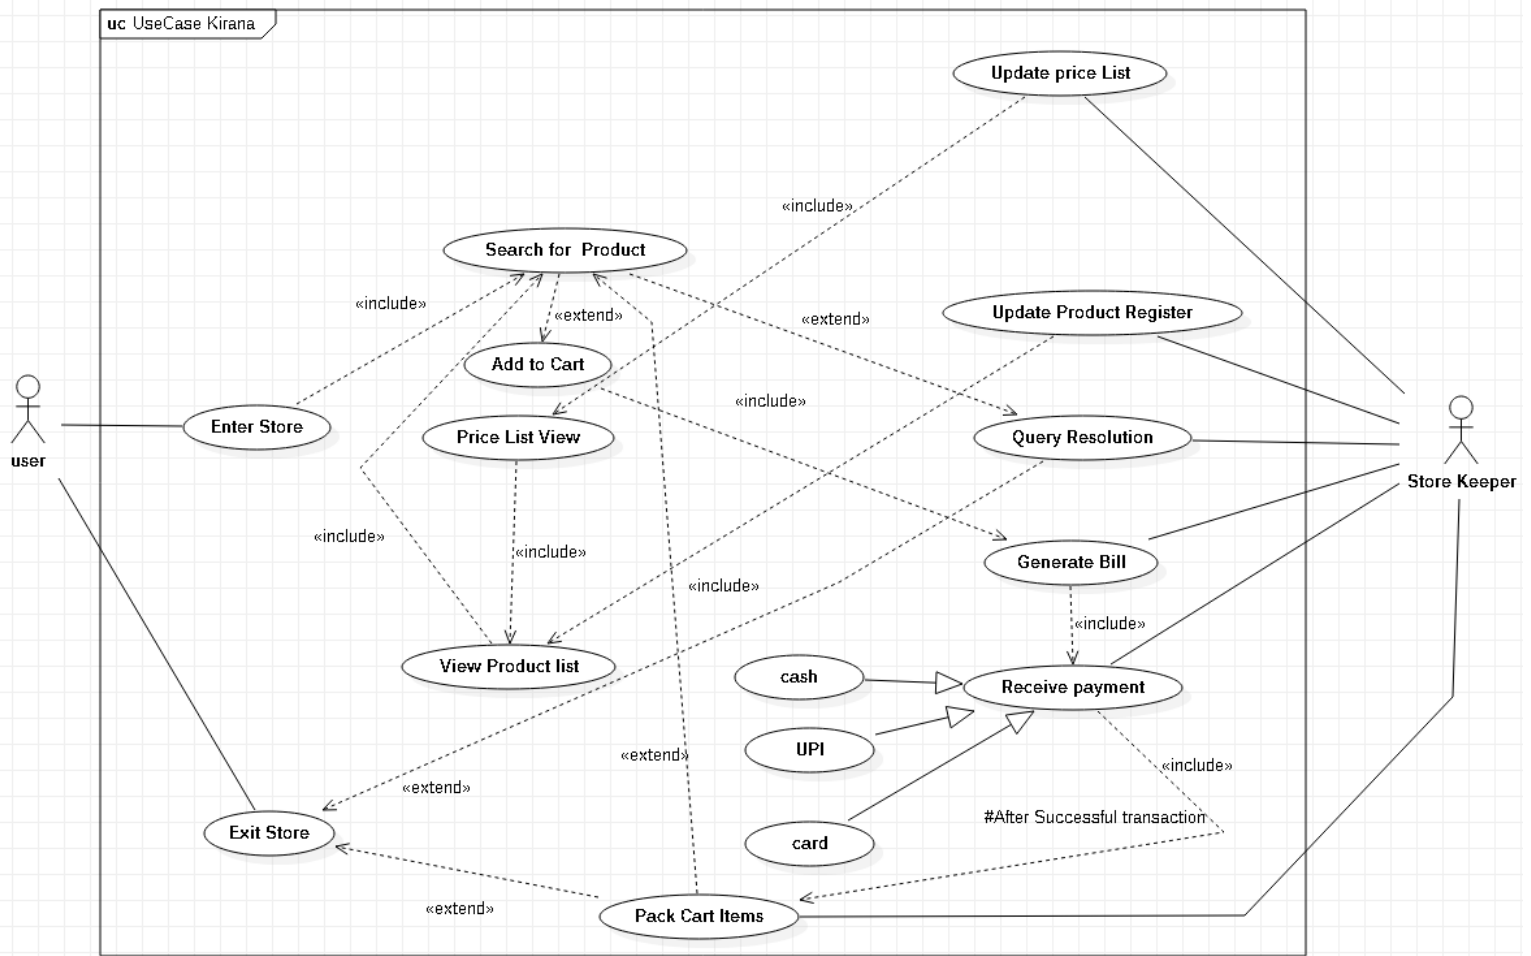 uc UseCase Kirana
Update price List
«include»
Search for  Product
«include»
«extend»
«extend»
Update Product Register
Add to Cart
«include»
Enter Store
Price List View
Query Resolution
user
Store Keeper
«include»
«include»
Generate Bill
«include»
«include»
View Product list
cash
Receive payment
UPI
«extend»
«include»
«extend»
#After Successful transaction
Exit Store
card
«extend»
Pack Cart Items